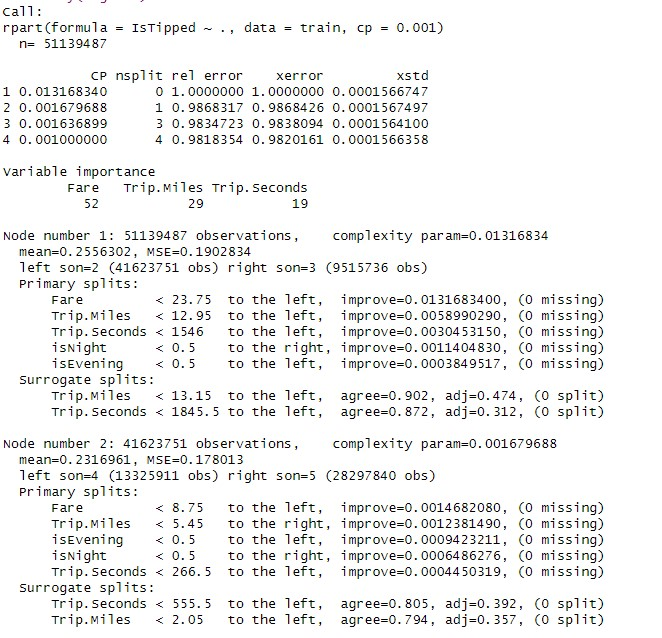 Call:
rpart(formula = IsTipped ~ ., data = train, cp = 0.001)
  n= 51139487

           CP nsplit rel error    xerror         xstd
1 0.013168340      0 1.0000000 1.0000000 0.0001566747
2 0.001679688      1 0.9868317 0.9868426 0.0001567497
3 0.001636899      3 0.9834723 0.9838094 0.0001564100
4 0.001000000      4 0.9818354 0.9820161 0.0001566358

Variable importance
        Fare   Trip.Miles Trip.Seconds
          52           29           19

Node number 1: 51139487 observations,    complexity param=0.01316834
  mean=0.2556302, MSE=0.1902834
  left son=2 (41623751 obs) right son=3 (9515736 obs)
  Primary splits:
      Fare         < 23.75  to the left,  improve=0.0131683400, (0 missing)
      Trip.Miles   < 12.95  to the left,  improve=0.0058990290, (0 missing)
      Trip.Seconds < 1546   to the left,  improve=0.0030453150, (0 missing)
      isNight      < 0.5    to the right, improve=0.0011404830, (0 missing)
      isEvening    < 0.5    to the left,  improve=0.0003849517, (0 missing)
  Surrogate splits:
      Trip.Miles   < 13.15  to the left,  agree=0.902, adj=0.474, (0 split)
      Trip.Seconds < 1845.5 to the left,  agree=0.872, adj=0.312, (0 split)

Node number 2: 41623751 observations,    complexity param=0.001679688
  mean=0.2316961, MSE=0.178013
  left son=4 (13325911 obs) right son=5 (28297840 obs)
  Primary splits:
      Fare         < 8.75   to the left,  improve=0.0014682080, (0 missing)
      Trip.Miles   < 5.45   to the right, improve=0.0012381490, (0 missing)
      isEvening    < 0.5    to the left,  improve=0.0009423211, (0 missing)
      isNight      < 0.5    to the right, improve=0.0006486276, (0 missing)
      Trip.Seconds < 266.5  to the left,  improve=0.0004450319, (0 missing)
  Surrogate splits:
      Trip.Seconds < 555.5  to the left,  agree=0.805, adj=0.392, (0 split)
      Trip.Miles   < 2.05   to the left,  agree=0.794, adj=0.357, (0 split)